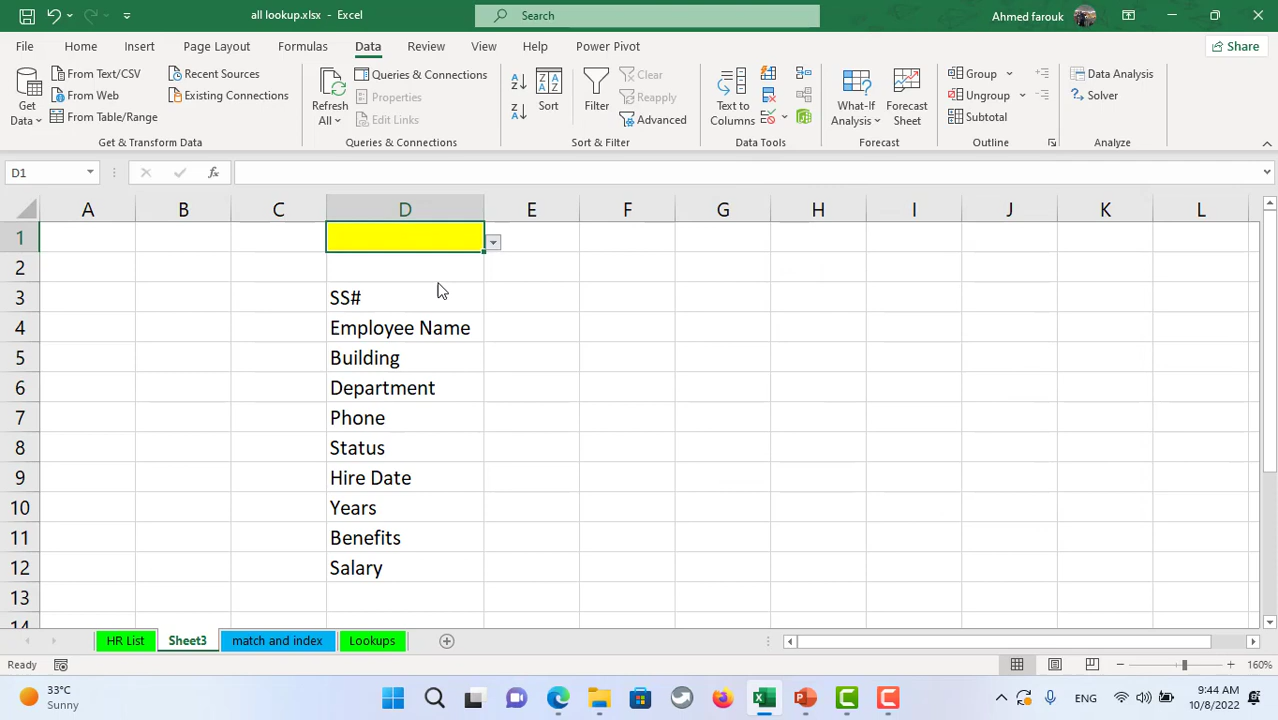 all lookup.xlsx - Excel
Search
Ahmed farouk
File Home Insert Page Layout Formulas Data Review View Help Power Pivot
Share
Get Data
From Text/CSV
From Web
From Table/Range
Recent Sources
Existing Connections
Get & Transform Data
Refresh All
Queries & Connections
Properties
Edit Links
Queries & Connections
Sort
Filter
Clear
Reapply
Advanced
Sort & Filter
Text to Columns
Data Tools
What-If Analysis
Forecast Sheet
Forecast
Group
Ungroup
Subtotal
Outline
Data Analysis
Solver
Analyze
D1
fx
A B C D E F G H I J K L
1
2
3 SS#
4 Employee Name
5 Building
6 Department
7 Phone
8 Status
9 Hire Date
10 Years
11 Benefits
12 Salary
13
14
HR List Sheet3 match and index Lookups
Ready
160%
33°C
Sunny
ENG
9:44 AM
10/8/2022